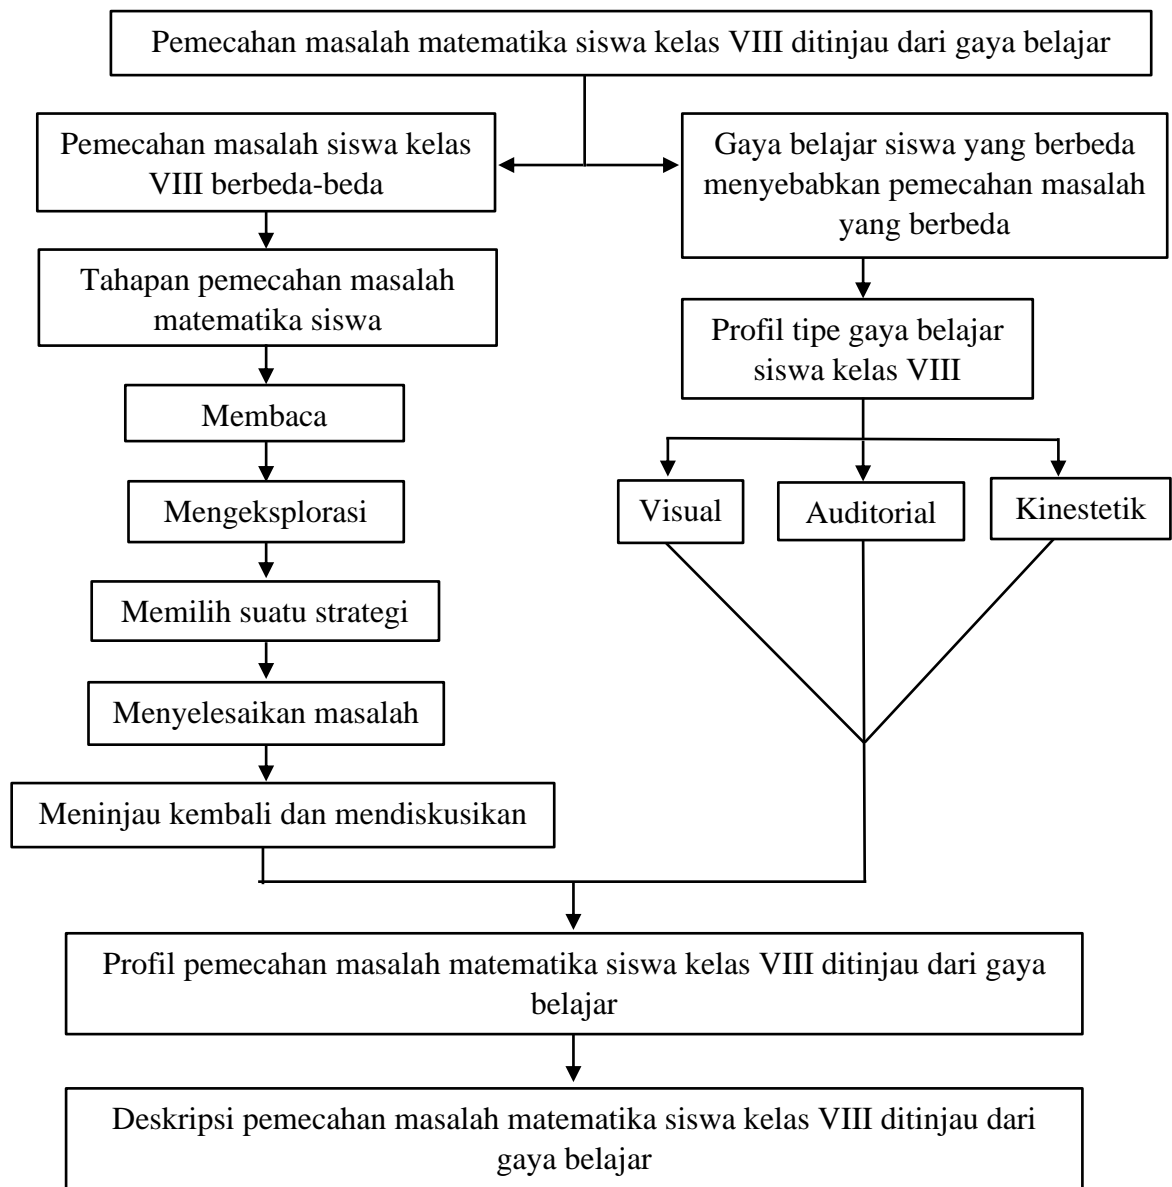 Pemecahan masalah matematika siswa kelas VIII ditinjau dari gaya belajar
Pemecahan masalah siswa kelas
VIII berbeda-beda
Gaya belajar siswa yang berbeda
menyebabkan pemecahan masalah
yang berbeda
Tahapan pemecahan masalah
matematika siswa
Profil tipe gaya belajar
siswa kelas VIII
Membaca
Mengeksplorasi
Visual
Auditorial
Kinestetik
Memilih suatu strategi
Menyelesaikan masalah
Meninjau kembali dan mendiskusikan
Profil pemecahan masalah matematika siswa kelas VIII ditinjau dari gaya
belajar
Deskripsi pemecahan masalah matematika siswa kelas VIII ditinjau dari
gaya belajar